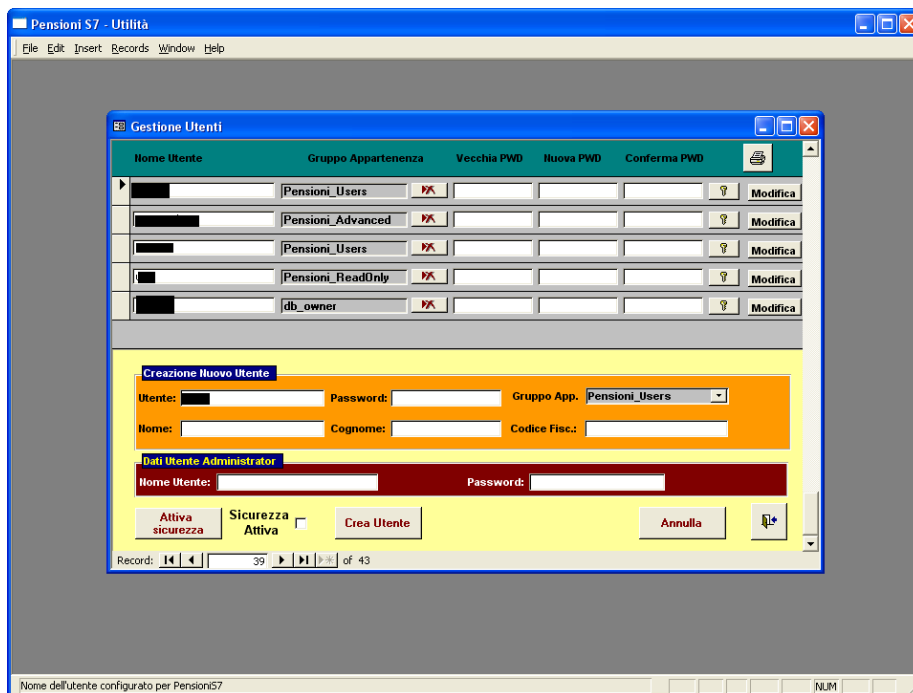 Pensioni S7 - Utilità
File Edit Insert Records Window Help
Gestione Utenti
Nome Utente Gruppo Appartenenza Vecchia PWD Nuova PWD Conferma PWD
Pensioni_Users Modifica
Pensioni_Advanced Modifica
Pensioni_Users Modifica
Pensioni_ReadOnly Modifica
db_owner Modifica
Creazione Nuovo Utente
Utente: Password: Gruppo App. Pensioni_Users
Nome: Cognome: Codice Fisc.:
Dati Utente Administrator
Nome Utente: Password:
Attiva sicurezza Sicurezza Attiva Crea Utente Annulla
Record: 39 of 43
Nome dell'utente configurato per PensioniS7 NUM